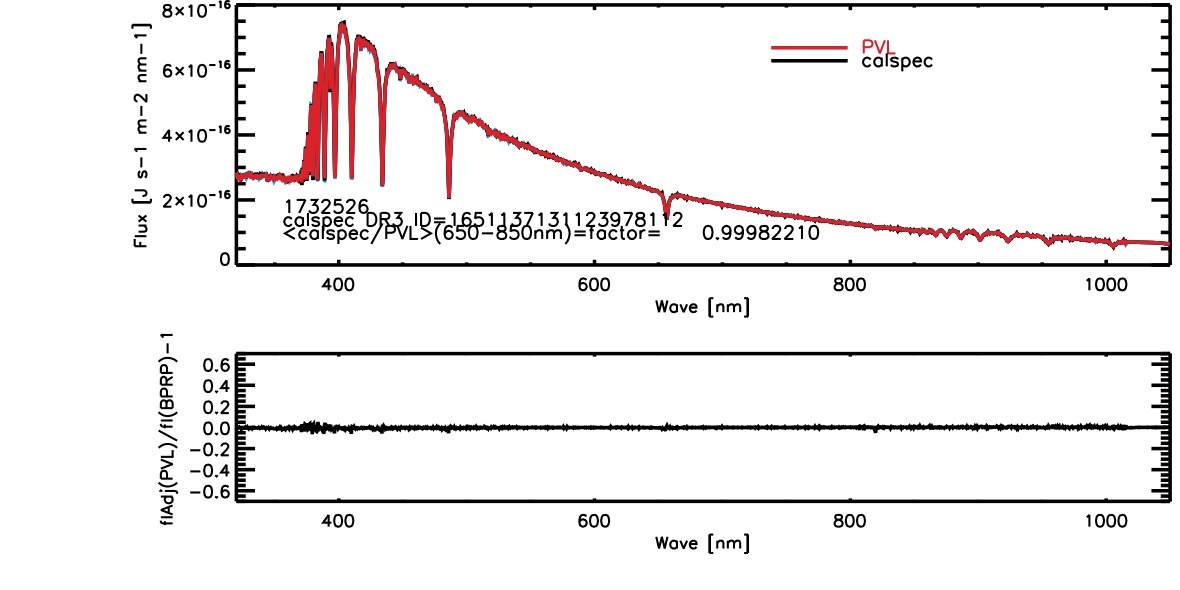 8×10−16
6×10−16
4×10−16
2×10−16
0
Flux [J s−1 m−2 nm−1]
PVL
calspec
1732526
calspec DR3 ID=1651137131123978112
<calspec/PVL>(650−850nm)=factor= 0.99982210
400 600 800 1000
Wave [nm]
0.6
0.4
0.2
0.0
−0.2
−0.4
−0.6
flAdj(PVL)/fl(BPRP)−1
400 600 800 1000
Wave [nm]